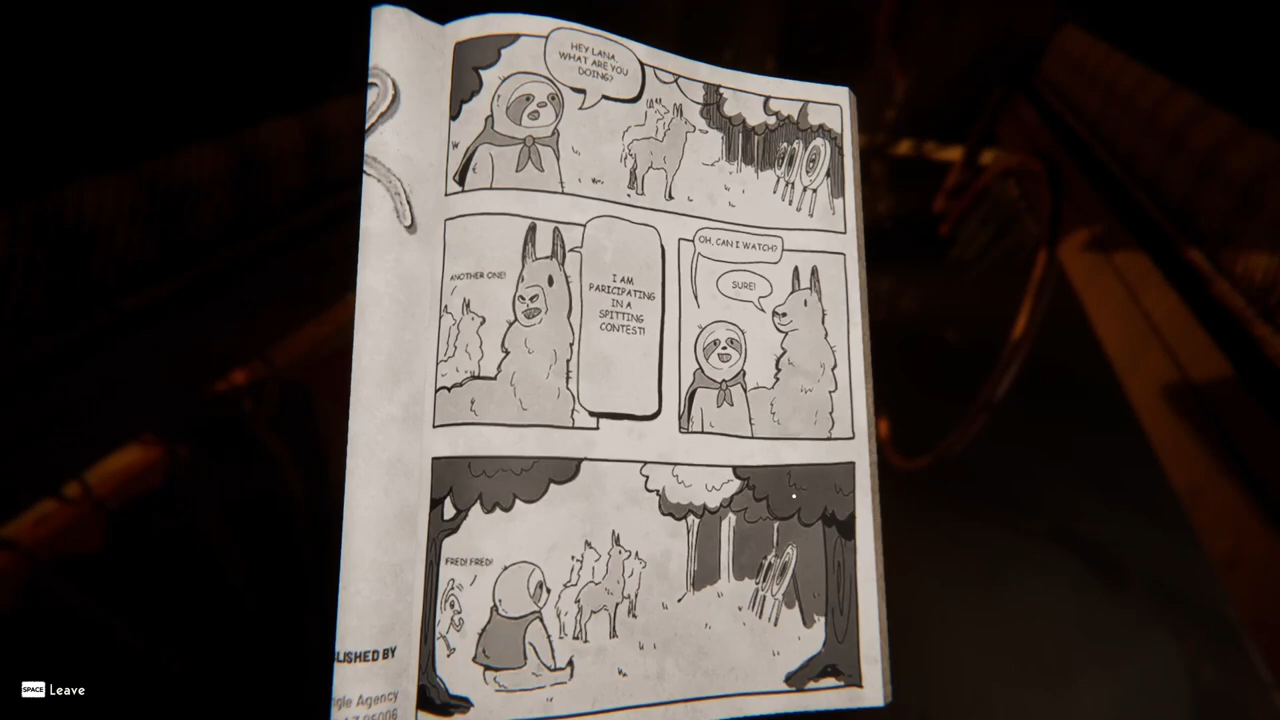 HEY LANA,
WHAT ARE YOU
DOING?
ANOTHER ONE!
I AM
PARICIPATING
IN A
SPITTING
CONTEST!
OH, CAN I WATCH?
SURE!
FRED! FRED!
LISHED BY
gle Agency
SPACE Leave